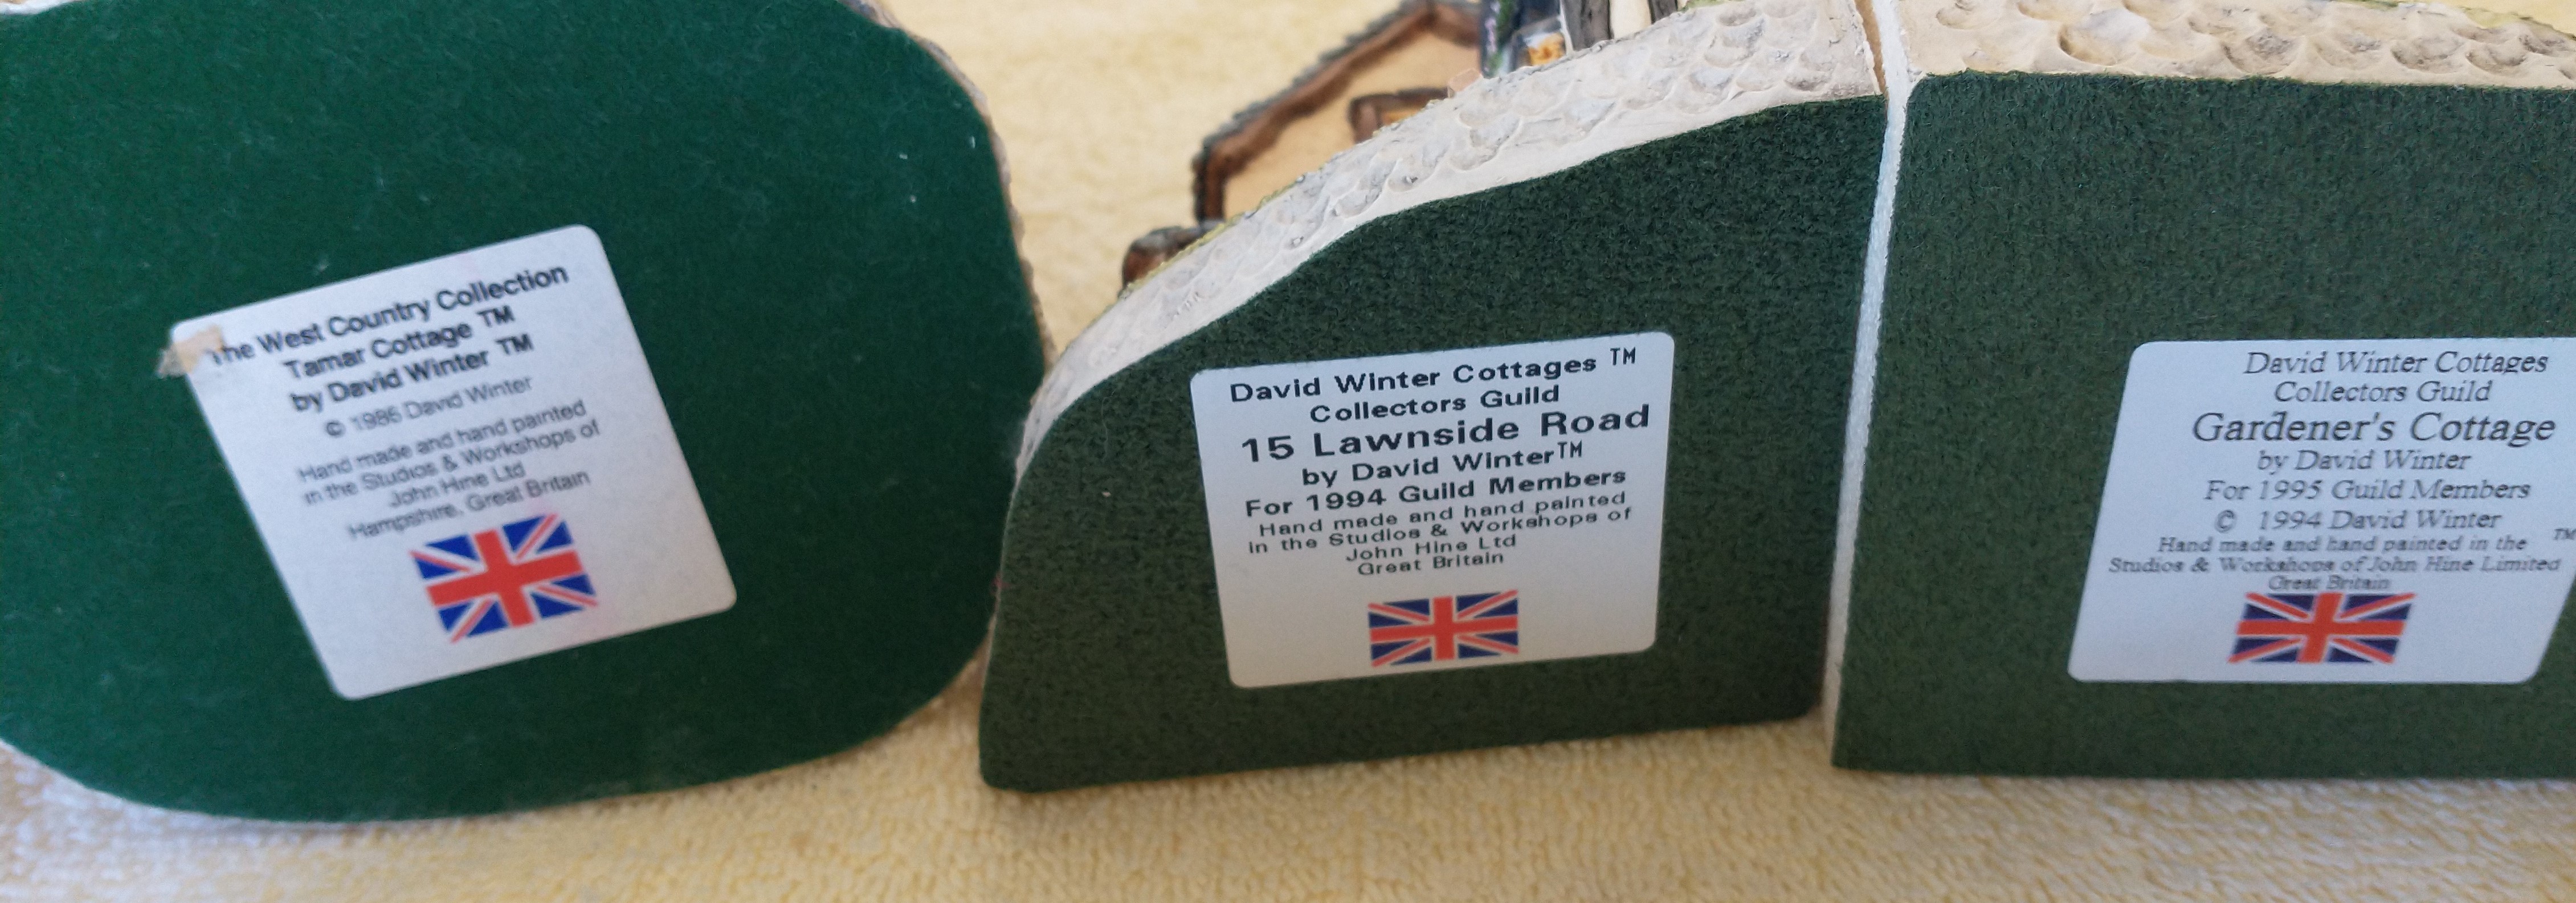 The West Country Collection
Tamar Cottage ™
by David Winter ™
© 1986 David Winter
Hand made and hand painted
in the Studios & Workshops of
John Hine Ltd
Hampshire, Great Britain
David Winter Cottages ™
Collectors Guild
15 Lawnside Road
by David Winter™
For 1994 Guild Members
Hand made and hand painted
in the Studios & Workshops of
John Hine Ltd
Great Britain
David Winter Cottages
Collectors Guild
Gardener's Cottage
by David Winter
For 1995 Guild Members
© 1994 David Winter
Hand made and hand painted in the ™
Studios & Workshops of John Hine Limited
Great Britain